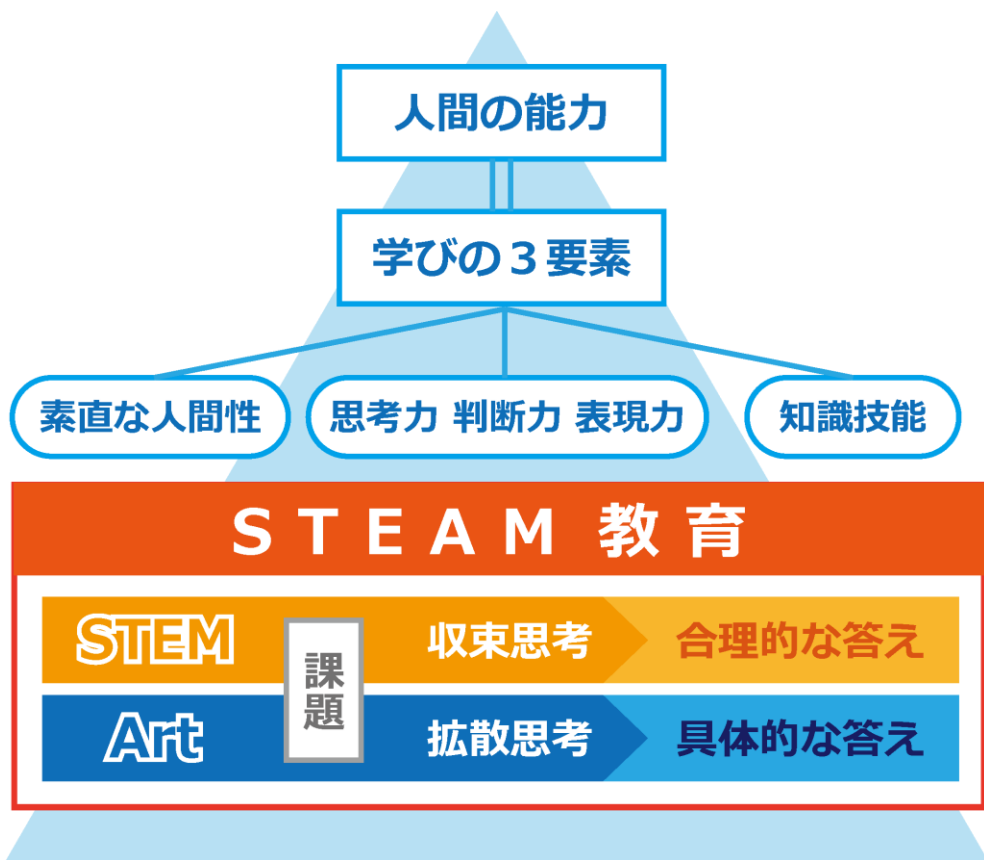 人間の能力
学びの３要素
素直な人間性
思考力 判断力 表現力
知識技能
ＳＴＥＡＭ 教育
STEM
課題
収束思考
合理的な答え
Art
拡散思考
具体的な答え